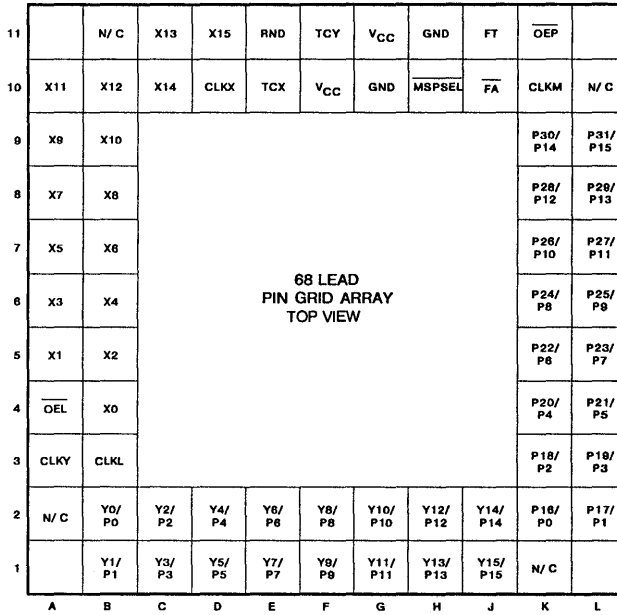 11 N/C X13 X15 RND TCY VCC GND FT OEP
10 X11 X12 X14 CLKX TCX VCC GND MSPSEL FA CLKM N/C
9 X9 X10 P30/P14 P31/P15
8 X7 X8 P28/P12 P29/P13
7 X5 X6 P26/P10 P27/P11
68 LEAD
PIN GRID ARRAY
TOP VIEW
6 X3 X4 P24/P8 P25/P9
5 X1 X2 P22/P6 P23/P7
4 OEL X0 P20/P4 P21/P5
3 CLKY CLKL P18/P2 P19/P3
2 N/C Y0/P0 Y2/P2 Y4/P4 Y6/P6 Y8/P8 Y10/P10 Y12/P12 Y14/P14 P16/P0 P17/P1
1 Y1/P1 Y3/P3 Y5/P5 Y7/P7 Y9/P9 Y11/P11 Y13/P13 Y15/P15 N/C
A B C D E F G H J K L